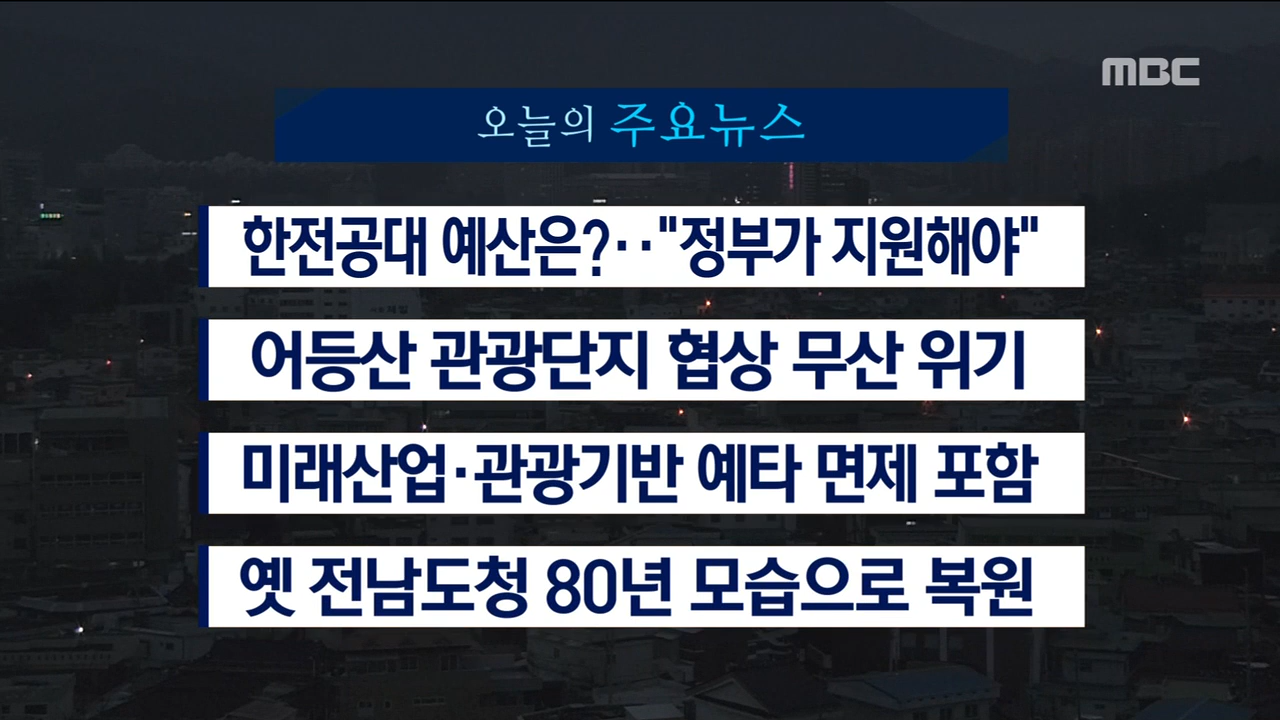 MBC
오늘의 주요뉴스
한전공대 예산은?··"정부가 지원해야"
어등산 관광단지 협상 무산 위기
미래산업·관광기반 예타 면제 포함
옛 전남도청 80년 모습으로 복원